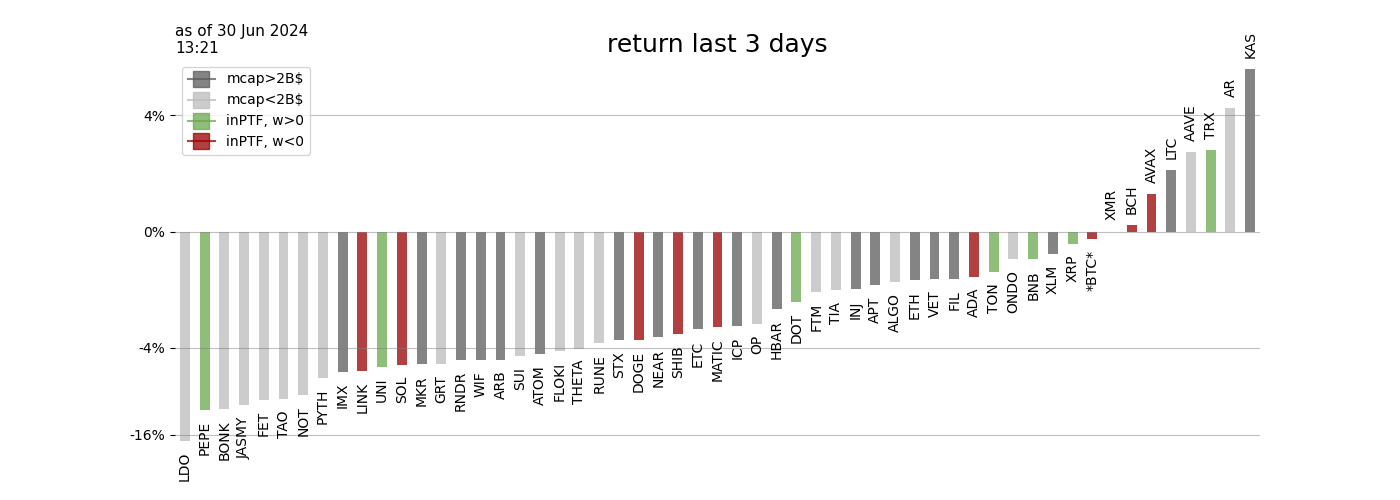 as of 30 Jun 2024
13:21
return last 3 days
mcap>2B$
mcap<2B$
inPTF, w>0
inPTF, w<0
4%
0%
-4%
-16%
LDO
PEPE
BONK
JASMY
FET
TAO
NOT
PYTH
IMX
LINK
UNI
SOL
MKR
GRT
RNDR
WIF
ARB
SUI
ATOM
FLOKI
THETA
RUNE
STX
DOGE
NEAR
SHIB
ETC
MATIC
ICP
OP
HBAR
DOT
FTM
TIA
INJ
APT
ALGO
ETH
VET
FIL
ADA
TON
ONDO
BNB
XLM
XRP
*BTC*
XMR
BCH
AVAX
LTC
AAVE
TRX
AR
KAS